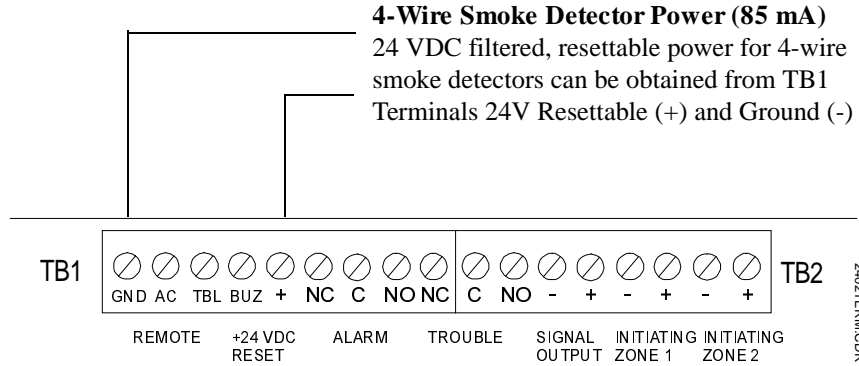 4-Wire Smoke Detector Power (85 mA)
24 VDC filtered, resettable power for 4-wire
smoke detectors can be obtained from TB1
Terminals 24V Resettable (+) and Ground (-)
TB1
GND AC TBL BUZ + NC C NO NC C NO - + - + - +
TB2
REMOTE +24 VDC RESET ALARM TROUBLE SIGNAL OUTPUT INITIATING ZONE 1 INITIATING ZONE 2